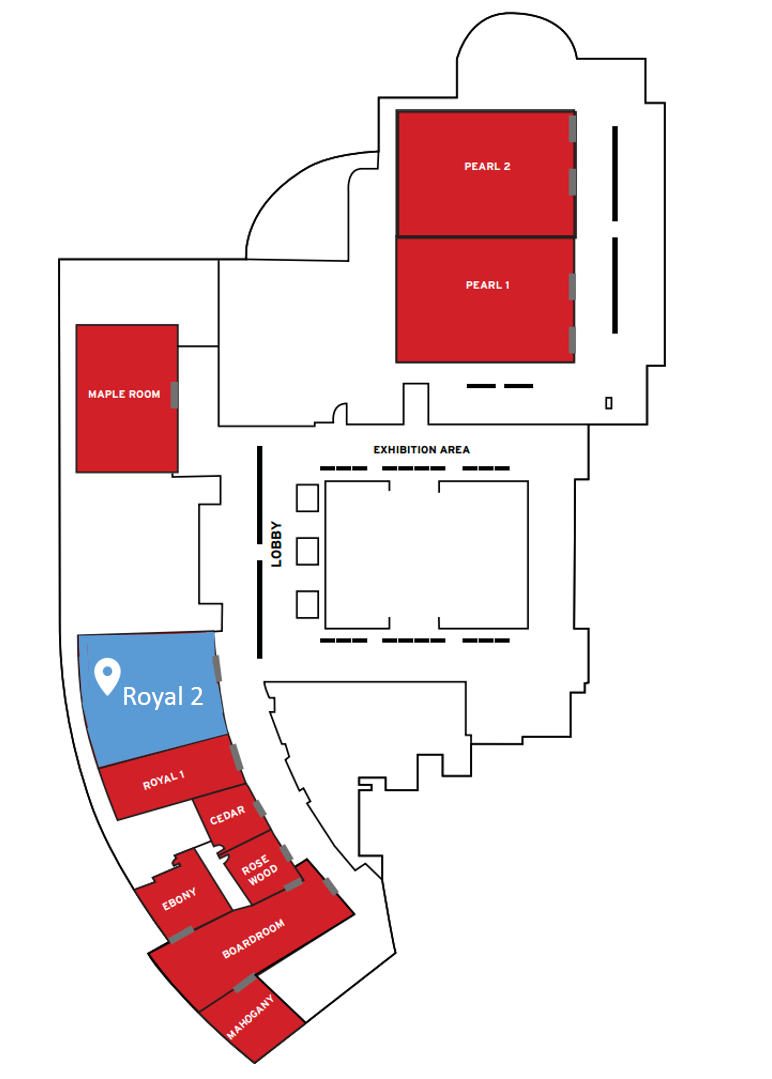 PEARL 2
PEARL 1
MAPLE ROOM
EXHIBITION AREA
LOBBY
Royal 2
ROYAL 1
CEDAR
ROSE
WOOD
EBONY
BOARDROOM
MAHOGANY